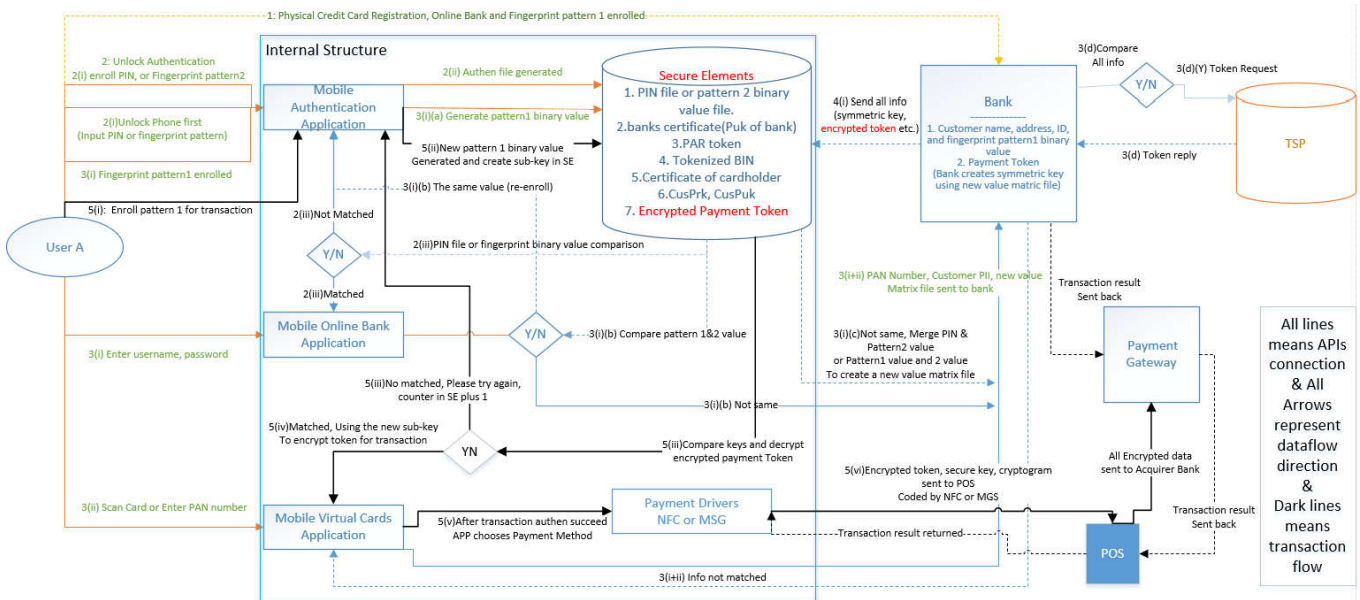 1: Physical Credit Card Registration, Online Bank and Fingerprint pattern 1 enrolled
Internal Structure
2: Unlock Authentication
2(i) enroll PIN, or Fingerprint pattern2
2(i)Unlock Phone first
(Input PIN or fingerprint pattern)
3(i) Fingerprint pattern1 enrolled
5(i): Enroll pattern 1 for transaction
User A
3(i) Enter username, password
3(ii) Scan Card or Enter PAN number
Mobile
Authentication
Application
2(ii) Authen file generated
3(i)(a) Generate pattern1 binary value
5(ii)New pattern 1 binary value
Generated and create sub-key in SE
3(i)(b) The same value (re-enroll)
2(iii)Not Matched
Y/N
2(iii)PIN file or fingerprint binary value comparison
2(iii)Matched
Mobile Online Bank
Application
Y/N
3(i)(b) Compare pattern 1&2 value
5(iii)No matched, Please try again,
counter in SE plus 1
3(i)(b) Not same
5(iv)Matched, Using the new sub-key
To encrypt token for transaction
YN
5(iii)Compare keys and decrypt
encrypted payment Token
Mobile Virtual Cards
Application
5(v)After transaction authen succeed
APP chooses Payment Method
Payment Drivers
NFC or MSG
3(i+ii) Info not matched
Secure Elements
1. PIN file or pattern 2 binary
value file.
2.banks certificate(Puk of bank)
3.PAR token
4. Tokenized BIN
5.Certificate of cardholder
6.CusPrk, CusPuk
7. Encrypted Payment Token
4(i) Send all info
(symmetric key,
encrypted token etc.)
Bank
--------------
1. Customer name, address, ID,
and fingerprint pattern1 binary
value
2. Payment Token
(Bank creates symmetric key
using new value matric file)
3(d)Compare
All info
Y/N
3(d)(Y) Token Request
TSP
3(d) Token reply
3(i+ii) PAN Number, Customer PII, new value
Matrix file sent to bank
3(i)(c)Not same, Merge PIN &
Pattern2 value
or Pattern1 value and 2 value
To create a new value matrix file
Transaction result
Sent back
Payment
Gateway
5(vi)Encrypted token, secure key, cryptogram
sent to POS
Coded by NFC or MGS
All Encrypted data
sent to Acquirer Bank
Transaction result
Sent back
Transaction result returned
POS
All lines
means APIs
connection
& All
Arrows
represent
dataflow
direction
&
Dark lines
means
transaction
flow